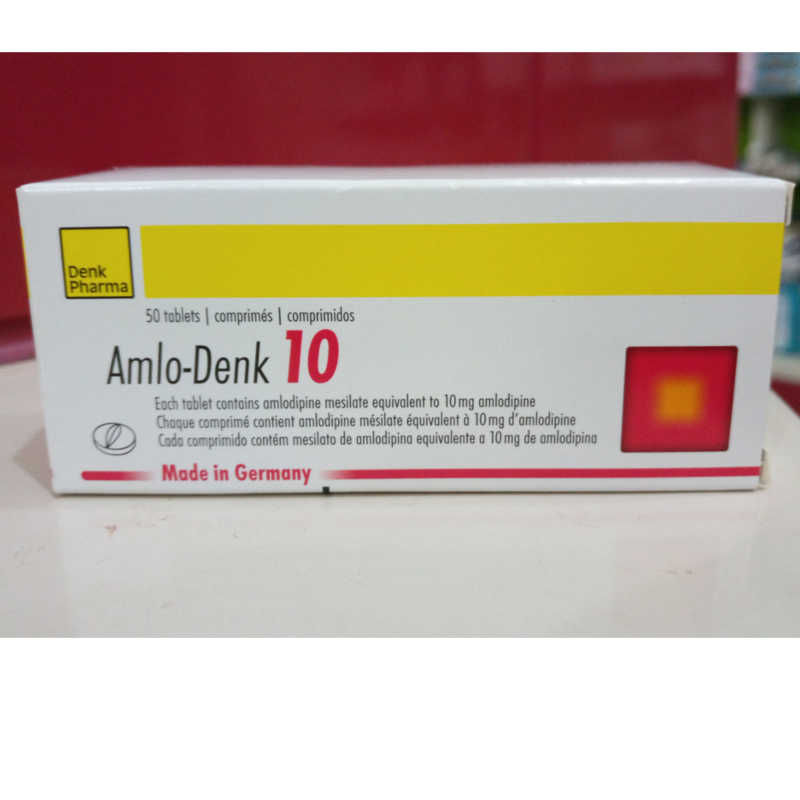 Denk
Pharma
50 tablets | comprimés | comprimidos
Amlo-Denk 10
Each tablet contains amlodipine mesilate equivalent to 10 mg amlodipine
Chaque comprimé contient amlodipine mésilate équivalent à 10 mg d'amlodipine
Cada comprimido contém mesilato de amlodipina equivalente a 10 mg de amlodipina
Made in Germany